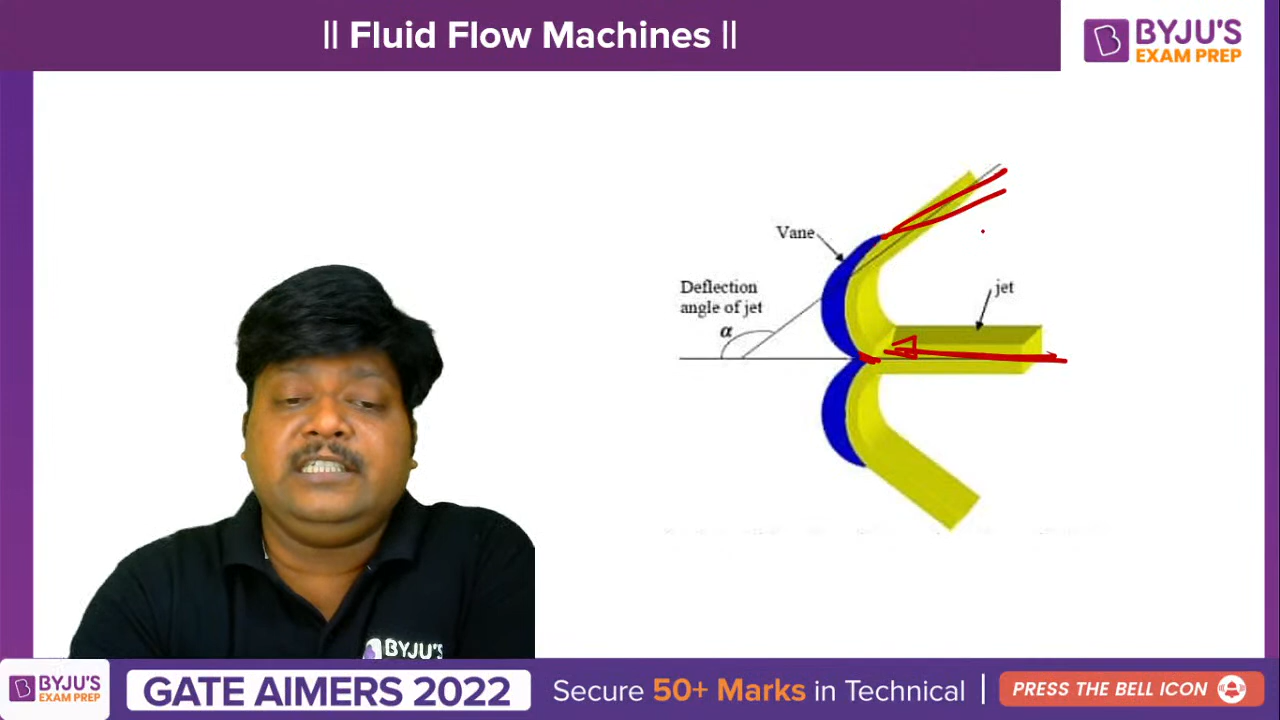 || Fluid Flow Machines ||
BYJU'S
EXAM PREP
Vane
Deflection
angle of jet
α
jet
BYJU'S
BYJU'S
EXAM PREP
GATE AIMERS 2022
Secure 50+ Marks in Technical
PRESS THE BELL ICON